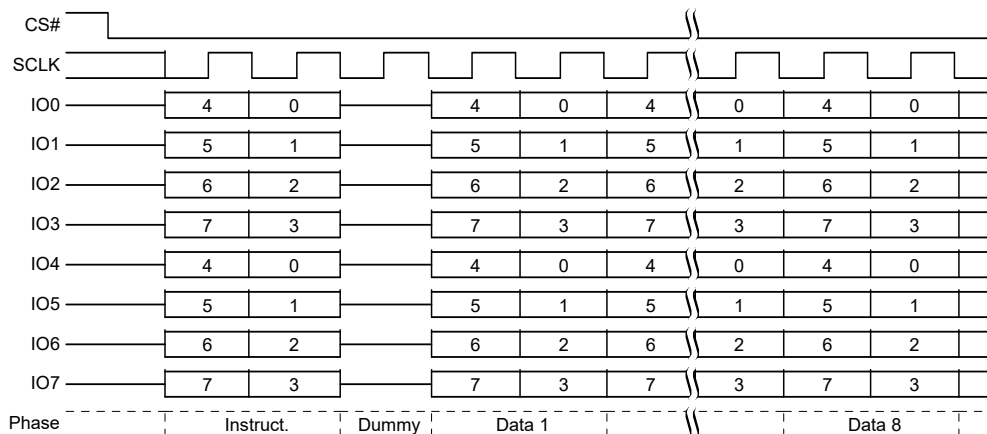 CS#
SCLK
IO0 4 0 4 0 4 0 4 0
IO1 5 1 5 1 5 1 5 1
IO2 6 2 6 2 6 2 6 2
IO3 7 3 7 3 7 3 7 3
IO4 4 0 4 0 4 0 4 0
IO5 5 1 5 1 5 1 5 1
IO6 6 2 6 2 6 2 6 2
IO7 7 3 7 3 7 3 7 3
Phase Instruct. Dummy Data 1 Data 8